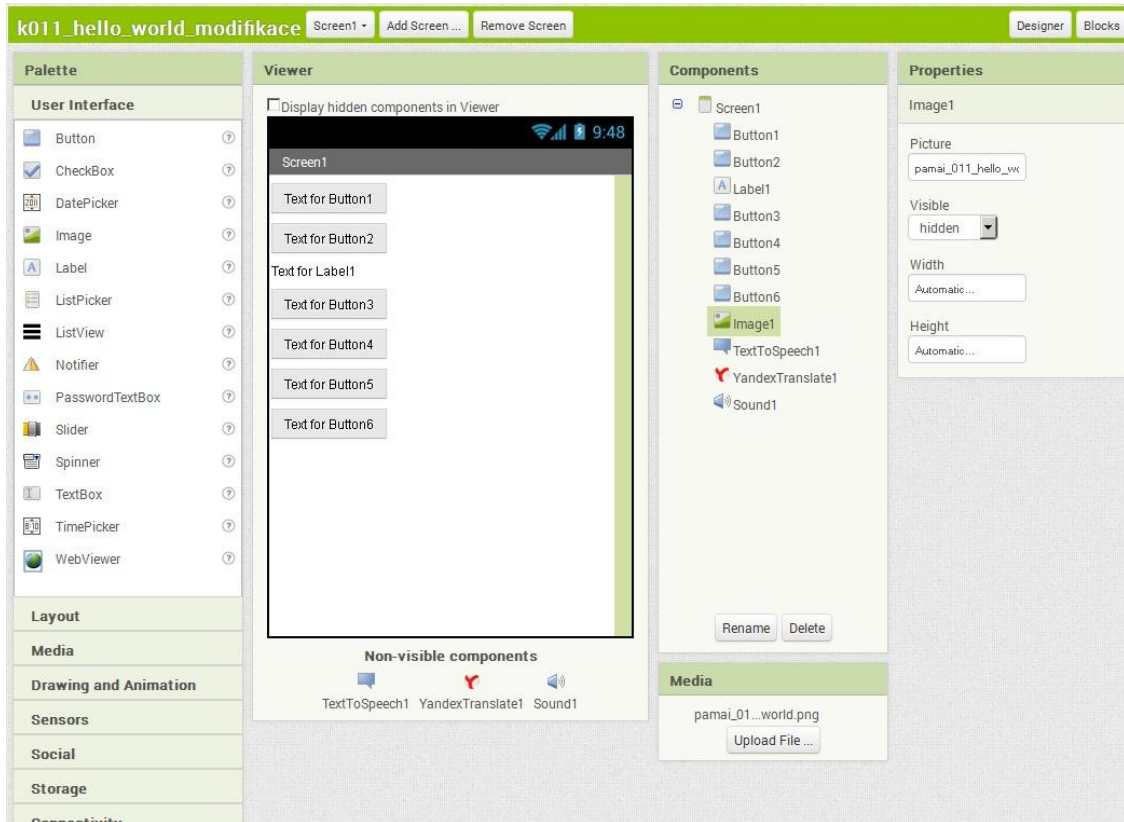 k011_hello_world_modifikace Screen1 Add Screen ... Remove Screen Designer Blocks
Palette
User Interface
Button
CheckBox
DatePicker
Image
Label
ListPicker
ListView
Notifier
PasswordTextBox
Slider
Spinner
TextBox
TimePicker
WebViewer
Layout
Media
Drawing and Animation
Sensors
Social
Storage
Connectivity
Viewer
Display hidden components in Viewer
9:48
Screen1
Text for Button1
Text for Button2
Text for Label1
Text for Button3
Text for Button4
Text for Button5
Text for Button6
Non-visible components
TextToSpeech1 YandexTranslate1 Sound1
Components
Screen1
Button1
Button2
A Label1
Button3
Button4
Button5
Button6
Image1
TextToSpeech1
YandexTranslate1
Sound1
Rename Delete
Media
pamai_01...world.png
Upload File ...
Properties
Image1
Picture
pamai_011_hello_wc
Visible
hidden
Width
Automatic...
Height
Automatic...